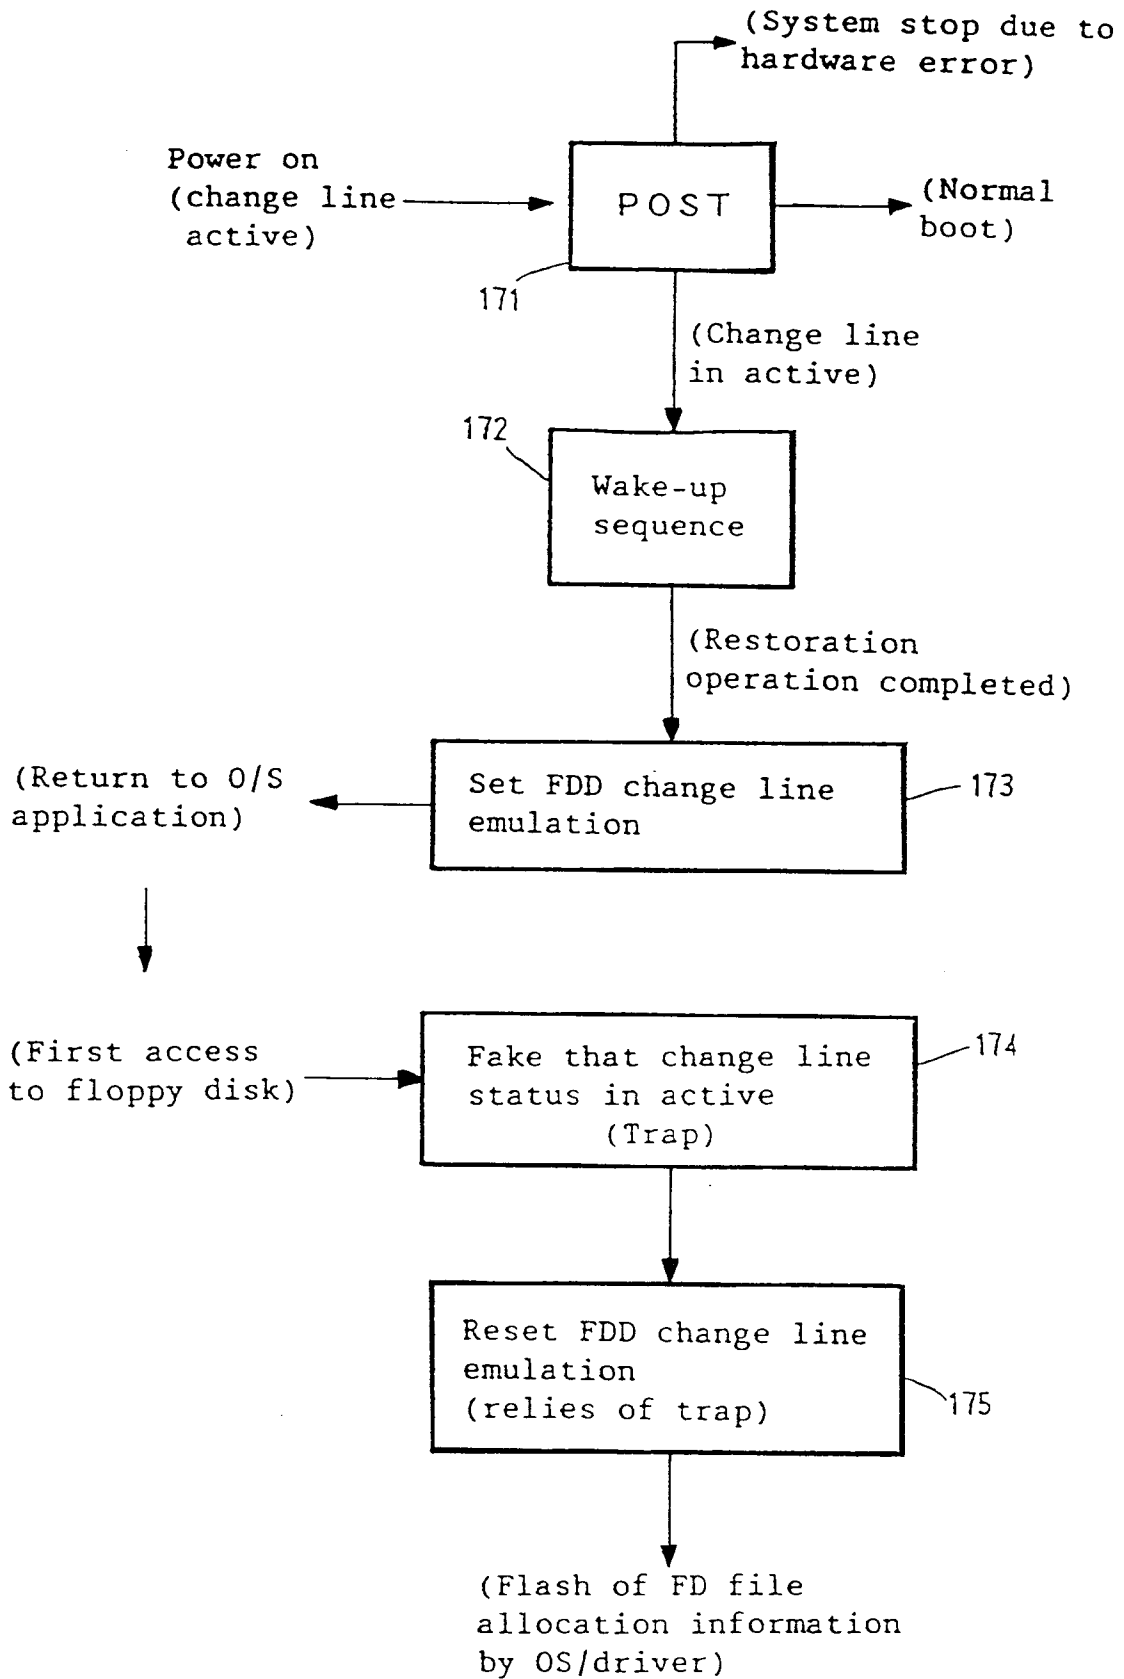 (System stop due to
hardware error)
Power on
(change line
active)
POST
(Normal
boot)
171
(Change line
in active)
172
Wake-up
sequence
(Restoration
operation completed)
(Return to O/S
application)
Set FDD change line
emulation
173
(First access
to floppy disk)
Fake that change line
status in active
(Trap)
174
Reset FDD change line
emulation
(relies of trap)
175
(Flash of FD file
allocation information
by OS/driver)